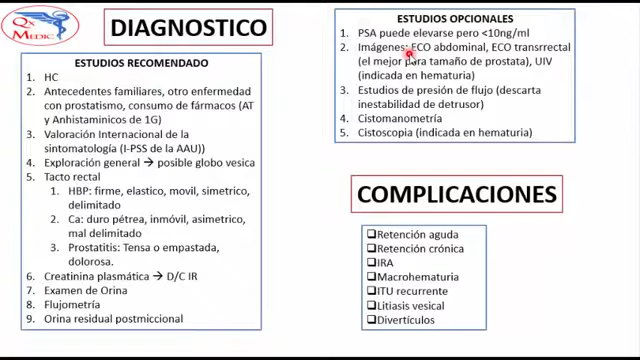 Qx
MEDIC
DIAGNOSTICO
ESTUDIOS RECOMENDADO
1. HC
2. Antecedentes familiares, otro enfermedad
con prostatismo, consumo de fármacos (AT
y Anhistaminicos de 1G)
3. Valoración Internacional de la
sintomatología (I-PSS de la AAU))
4. Exploración general → posible globo vesica
5. Tacto rectal
1. HBP: firme, elastico, movil, simetrico,
delimitado
2. Ca: duro pétrea, inmóvil, asimetrico,
mal delimitado
3. Prostatitis: Tensa o empastada,
dolorosa.
6. Creatinina plasmática → D/C IR
7. Examen de Orina
8. Flujometría
9. Orina residual postmiccional
ESTUDIOS OPCIONALES
1. PSA puede elevarse pero <10ng/ml
2. Imágenes: ECO abdominal, ECO transrrectal
(el mejor para tamaño de prostata), UIV
(indicada en hematuria)
3. Estudios de presión de flujo (descarta
inestabilidad de detrusor)
4. Cistomanometría
5. Cistoscopia (indicada en hematuria)
COMPLICACIONES
❑Retención aguda
❑Retención crónica
❑IRA
❑Macrohematuria
❑ITU recurrente
❑Litiasis vesical
❑Divertículos